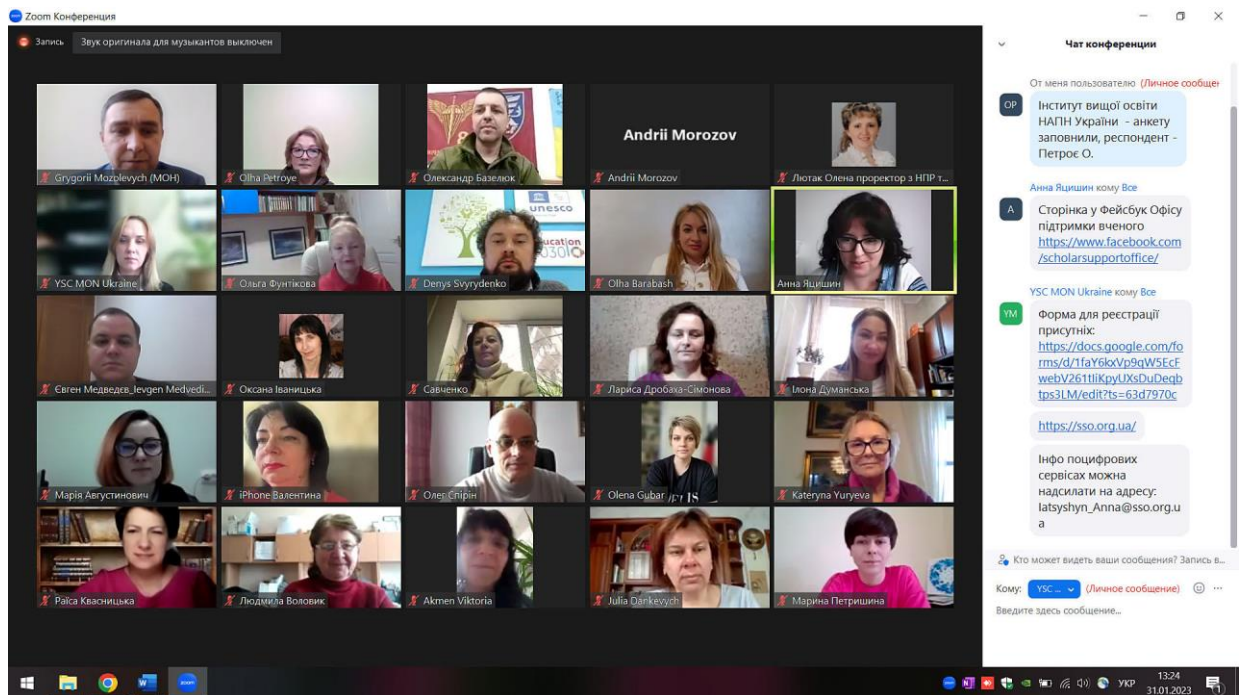 Zoom Конференция
Запись
Звук оригинала для музыкантов выключен
Grygorii Mozolevych (МОН)
Olha Petroye
Олександр Базелюк
Andrii Morozov
Andrii Morozov
Лютак Олена проректор з НПР т...
YSC MON Ukraine
Ольга Фунтікова
unesco
Denys Svyrydenko
Olha Barabash
Анна Яцишин
Євген Медведєв_Ievgen Medvedi...
Оксана Іваницька
Савченко
Лариса Дробаха-Сімонова
Ілона Думанська
Марія Августинович
iPhone Валентина
Олег Спірін
Olena Gubar
Kateryna Yuryeva
Раїса Квасницька
Людмила Воловик
Akmen Viktoria
Julia Dankevych
Марина Петришина
Чат конференции
От меня пользователю (Личное сообщен
OP
Інститут вищої освіти
НАПН України - анкету
заповнили, респондент -
Петроє О.
Анна Яцишин кому Все
А
Сторінка у Фейсбук Офісу
підтримки вченого
https://www.facebook.com
/scholarsupportoffice/
YSC MON Ukraine кому Все
YM
Форма для реєстрації
присутніх:
https://docs.google.com/fo
rms/d/1faY6kxVp9qW5EcF
webV261tIiKpyUXsDuDeqb
tps3LM/edit?ts=63d7970c
https://sso.org.ua/
Інфо поцифрових
сервісах можна
надсилати на адресу:
Iatsyshyn_Anna@sso.org.u
a
Кто может видеть ваши сообщения? Запись в...
Кому: YSC ... (Личное сообщение)
Введите здесь сообщение...
zoom
УКР
13:24
31.01.2023